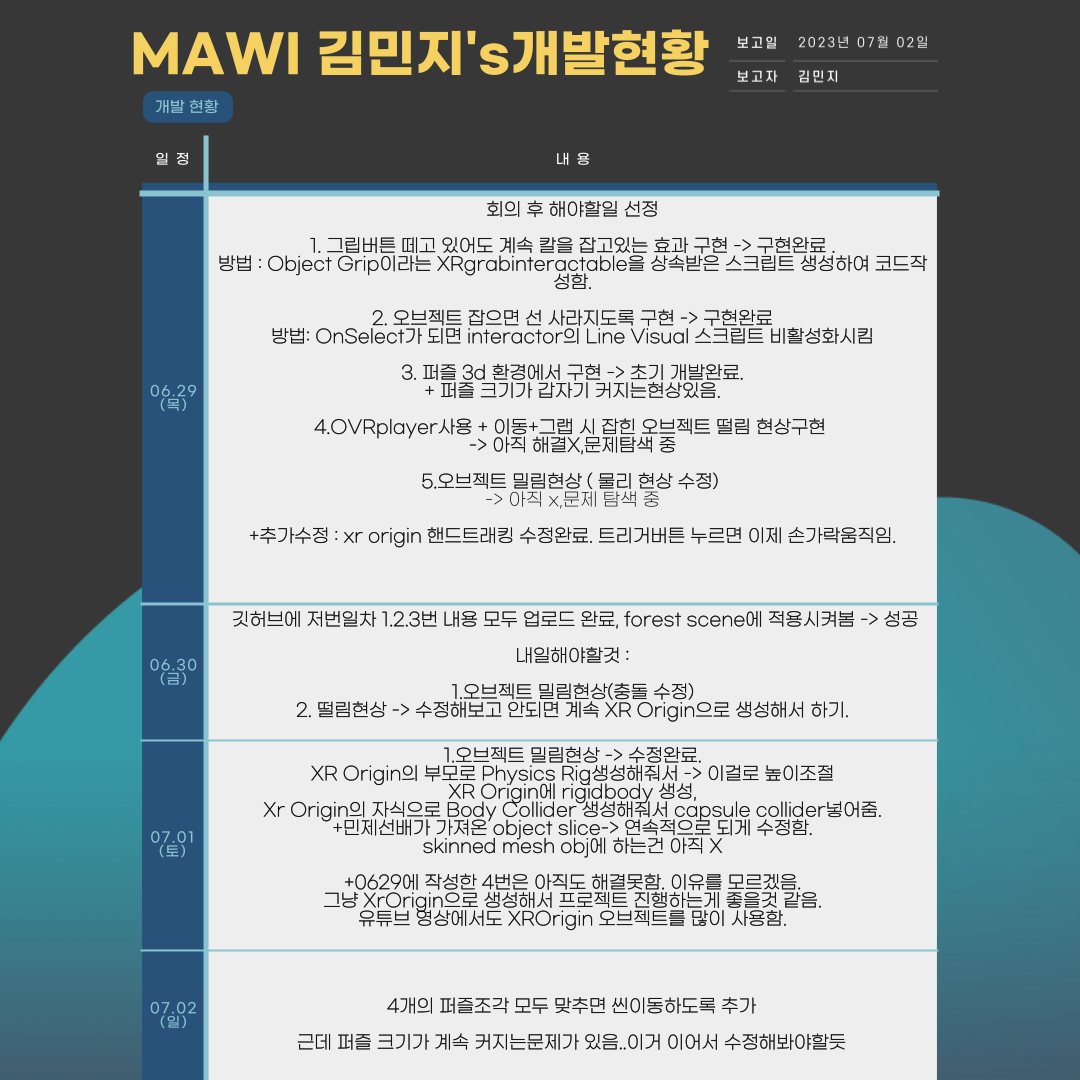 MAWI 김민지's개발현황
보고일 2023년 07월 02일
보고자 김민지
개발 현황
일 정 내 용
06.29
(목)
회의 후 해야할일 선정
1. 그립버튼 떼고 있어도 계속 칼을 잡고있는 효과 구현 -> 구현완료 .
방법 : Object Grip이라는 XRgrabinteractable을 상속받은 스크립트 생성하여 코드작
성함.
2. 오브젝트 잡으면 선 사라지도록 구현 -> 구현완료
방법: OnSelect가 되면 interactor의 Line Visual 스크립트 비활성화시킴
3. 퍼즐 3d 환경에서 구현 -> 초기 개발완료.
+ 퍼즐 크기가 갑자기 커지는현상있음.
4.OVRplayer사용 + 이동+그랩 시 잡힌 오브젝트 떨림 현상구현
-> 아직 해결X,문제탐색 중
5.오브젝트 밀림현상 ( 물리 현상 수정)
-> 아직 x,문제 탐색 중
+추가수정 : xr origin 핸드트래킹 수정완료. 트리거버튼 누르면 이제 손가락움직임.
06.30
(금)
깃허브에 저번일차 1.2.3번 내용 모두 업로드 완료, forest scene에 적용시켜봄 -> 성공
내일해야할것 :
1.오브젝트 밀림현상(충돌 수정)
2. 떨림현상 -> 수정해보고 안되면 계속 XR Origin으로 생성해서 하기.
07.01
(토)
1.오브젝트 밀림현상 -> 수정완료.
XR Origin의 부모로 Physics Rig생성해줘서 -> 이걸로 높이조절
XR Origin에 rigidbody 생성,
Xr Origin의 자식으로 Body Collider 생성해줘서 capsule collider넣어줌.
+민제선배가 가져온 object slice-> 연속적으로 되게 수정함.
skinned mesh obj에 하는건 아직 X
+0629에 작성한 4번은 아직도 해결못함. 이유를 모르겠음.
그냥 XrOrigin으로 생성해서 프로젝트 진행하는게 좋을것 같음.
유튜브 영상에서도 XROrigin 오브젝트를 많이 사용함.
07.02
(일)
4개의 퍼즐조각 모두 맞추면 씬이동하도록 추가
근데 퍼즐 크기가 계속 커지는문제가 있음..이거 이어서 수정해봐야할듯